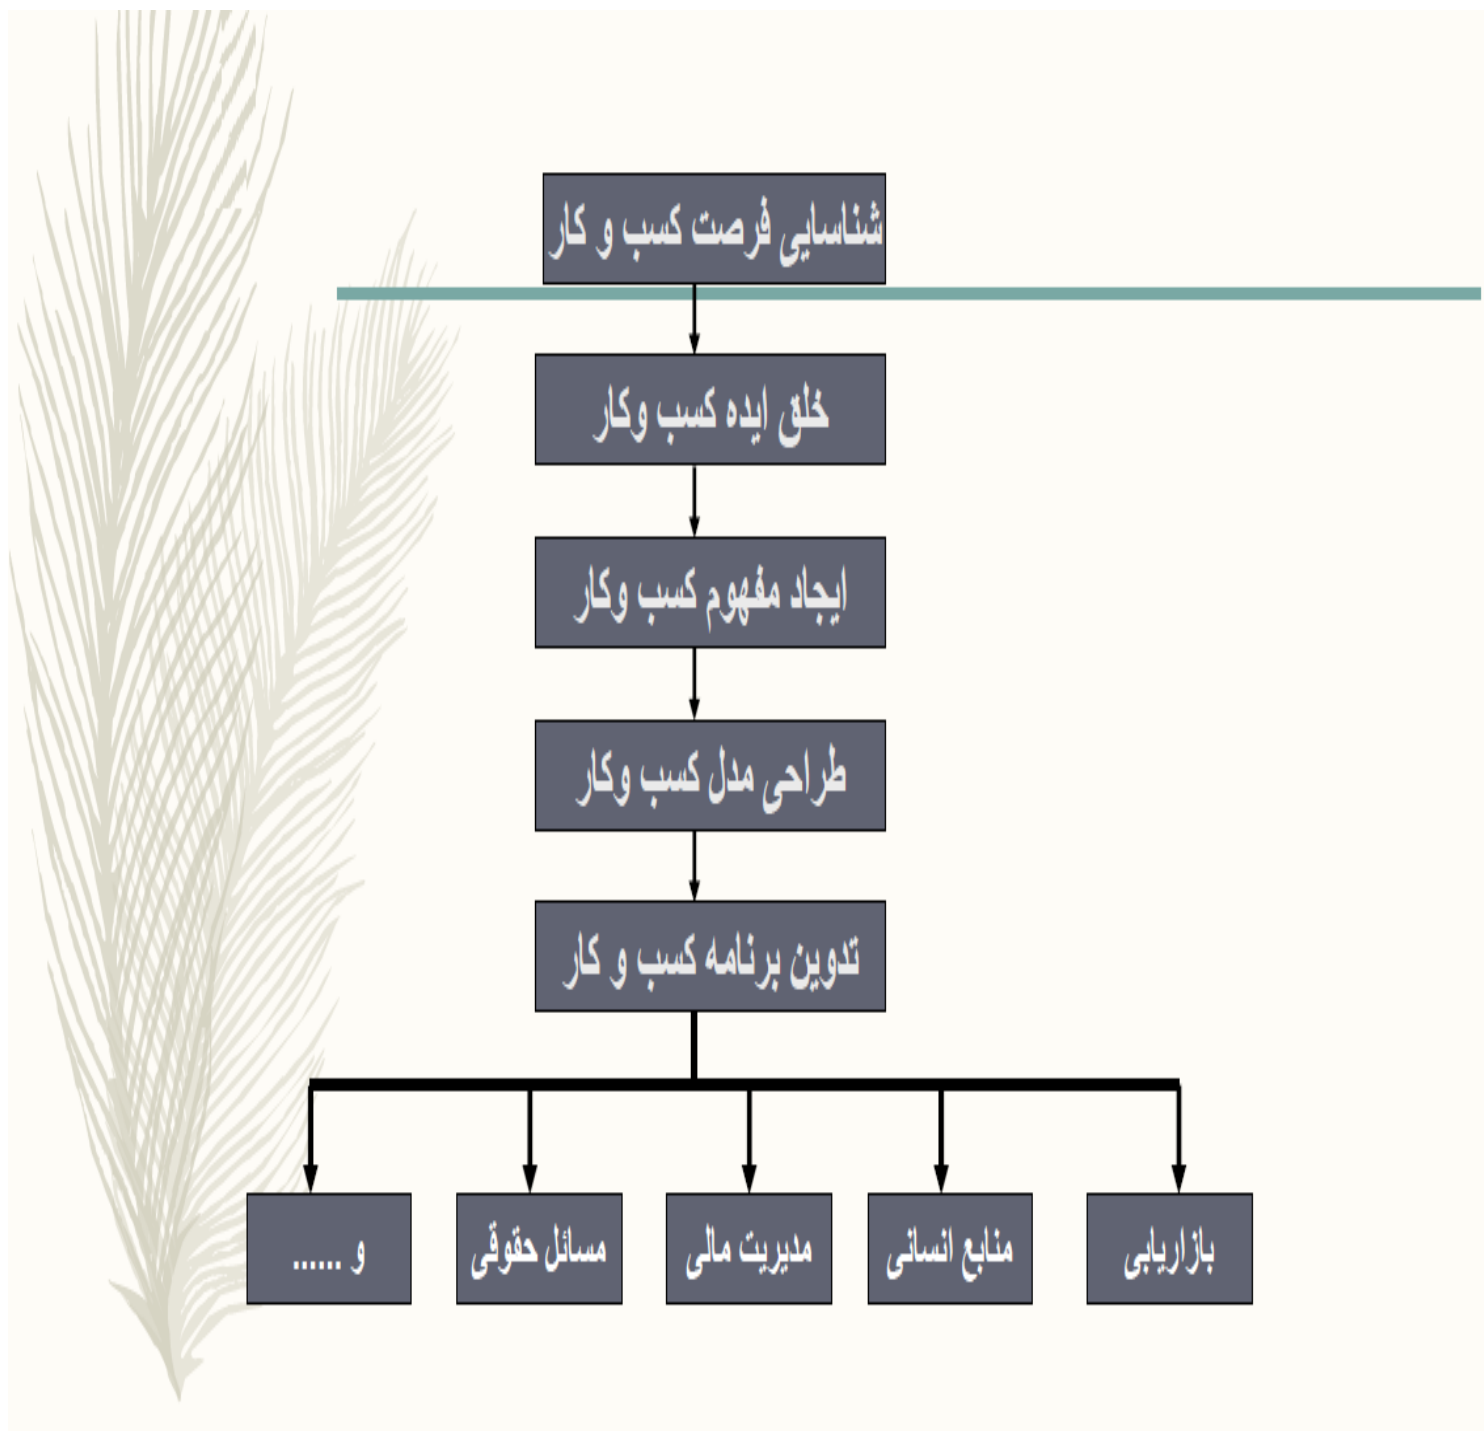 شناسایی فرصت کسب و کار
خلق ایده کسب وکار
ایجاد مفهوم کسب وکار
طراحی مدل کسب وکار
تدوین برنامه کسب و کار
بازاریابی
منابع انسانی
مدیریت مالی
مسائل حقوقی
و ......